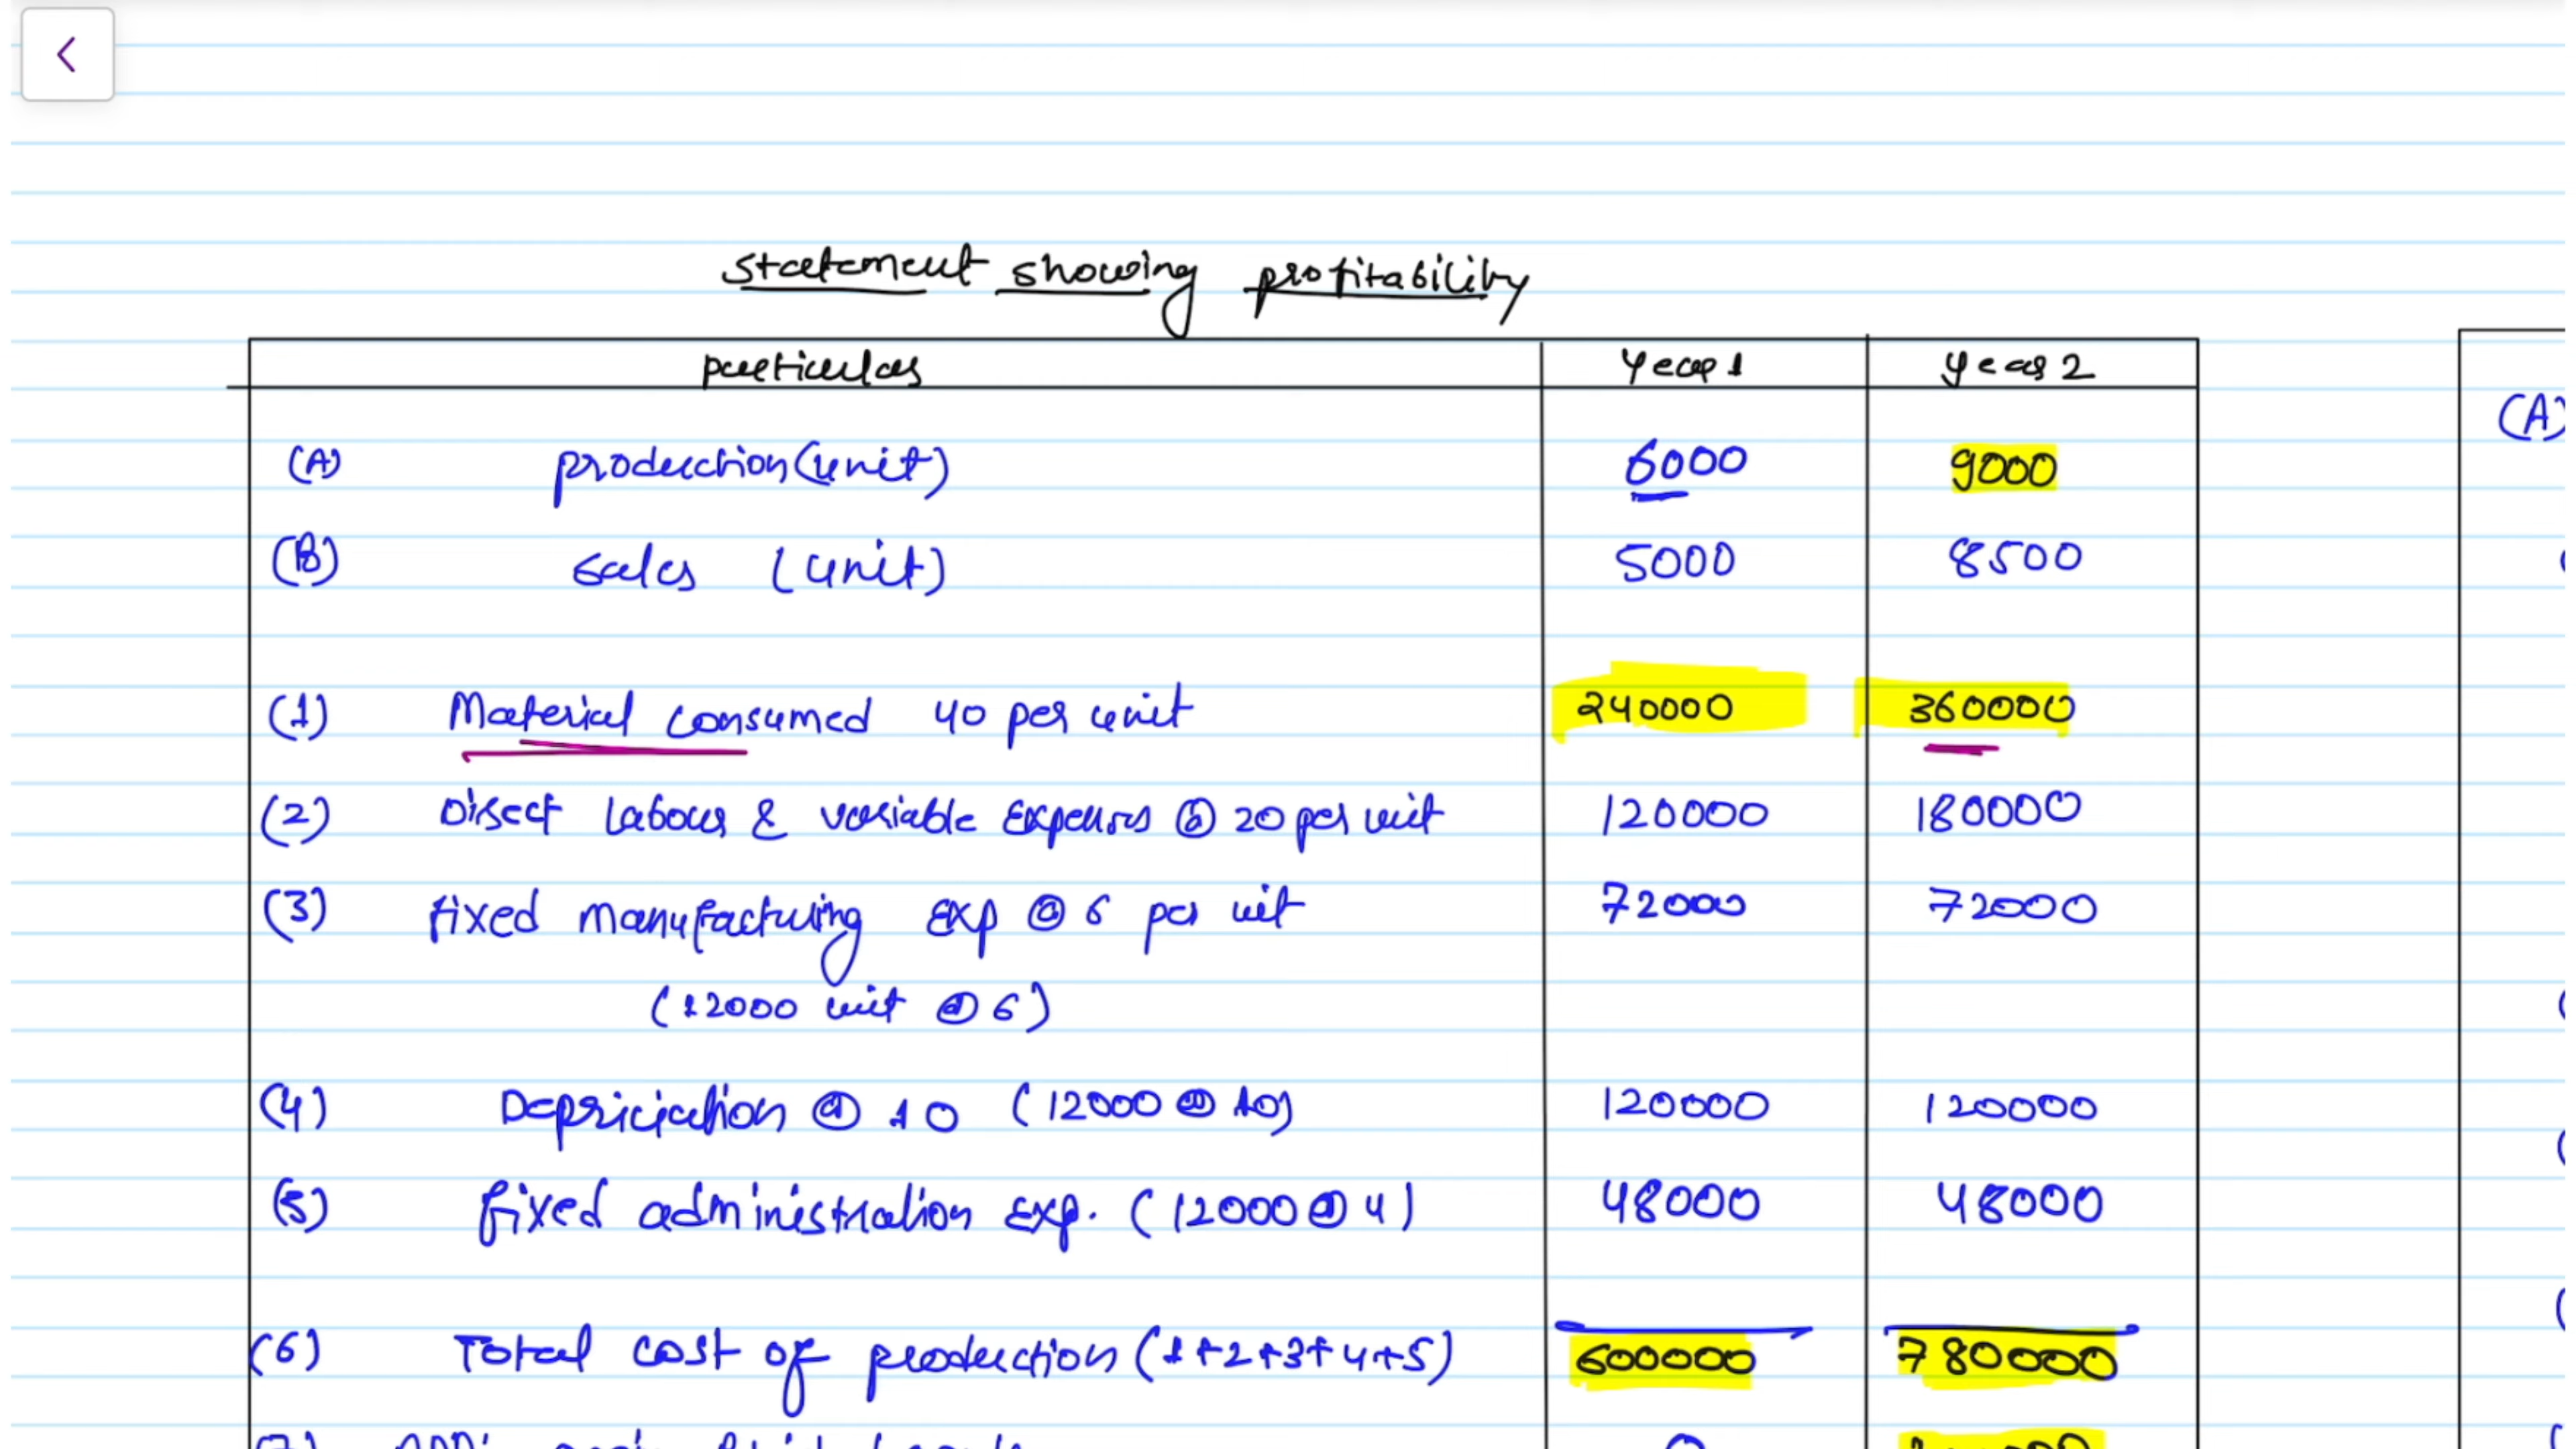 Statement showing profitability
particulars Year 1 Year 2
(A) production (unit) 6000 9000
(B) sales (unit) 5000 8500
(1) Material consumed 40 per unit 240000 360000
(2) Direct labour & variable Expenses @ 20 per unit 120000 180000
(3) fixed manufacturing Exp @ 6 per unit 72000 72000
(12000 unit @ 6)
(4) Depriciation @ 10 (12000 @ 10) 120000 120000
(5) fixed administration Exp. (12000 @ 4) 48000 48000
(6) Total cost of production (1+2+3+4+5) 600000 780000
(A)